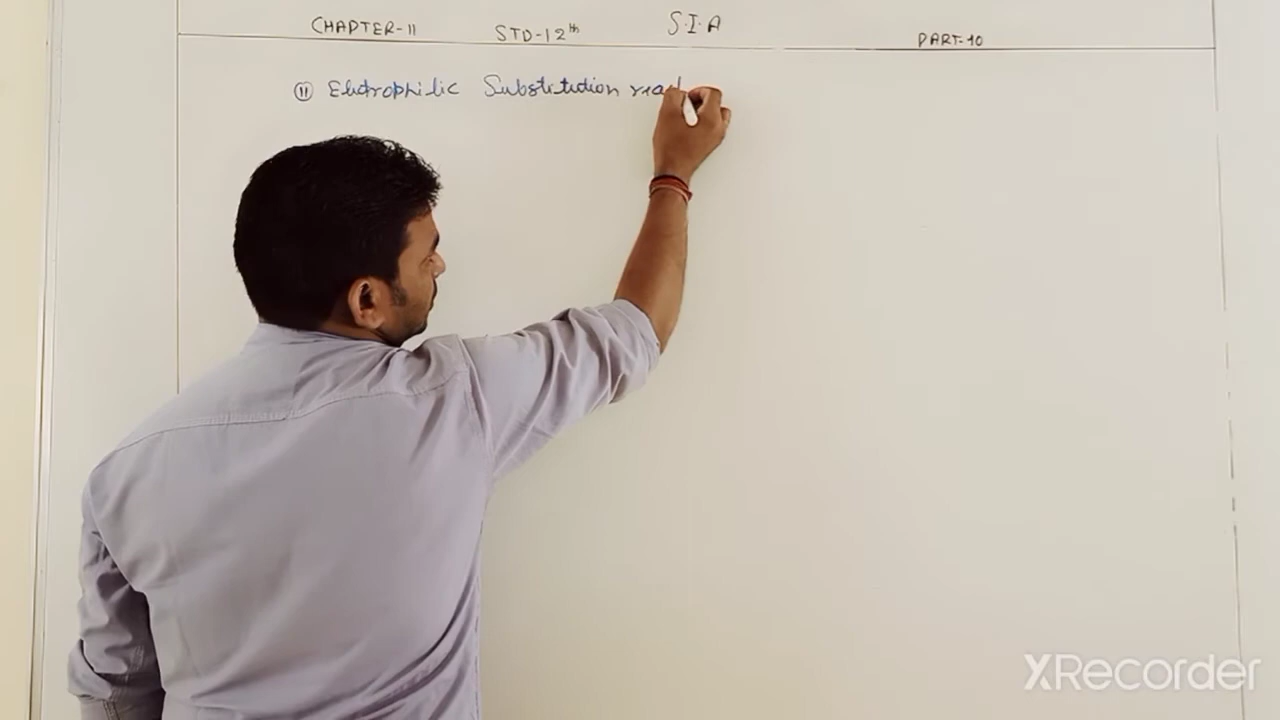 CHAPTER-11 STD-12th S.I.A PART-10
(11) Electrophilic Substitution reac
XRecorder